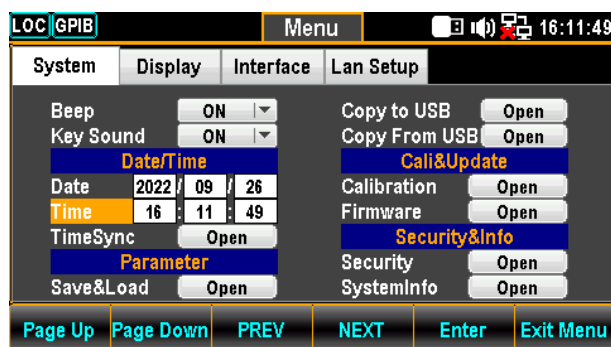 LOC GPIB Menu 16:11:49
System Display Interface Lan Setup
Beep ON
Key Sound ON
Date/Time
Date 2022 / 09 / 26
Time 16 : 11 : 49
TimeSync Open
Parameter
Save&Load Open
Copy to USB Open
Copy From USB Open
Cali&Update
Calibration Open
Firmware Open
Security&Info
Security Open
SystemInfo Open
Page Up Page Down PREV NEXT Enter Exit Menu